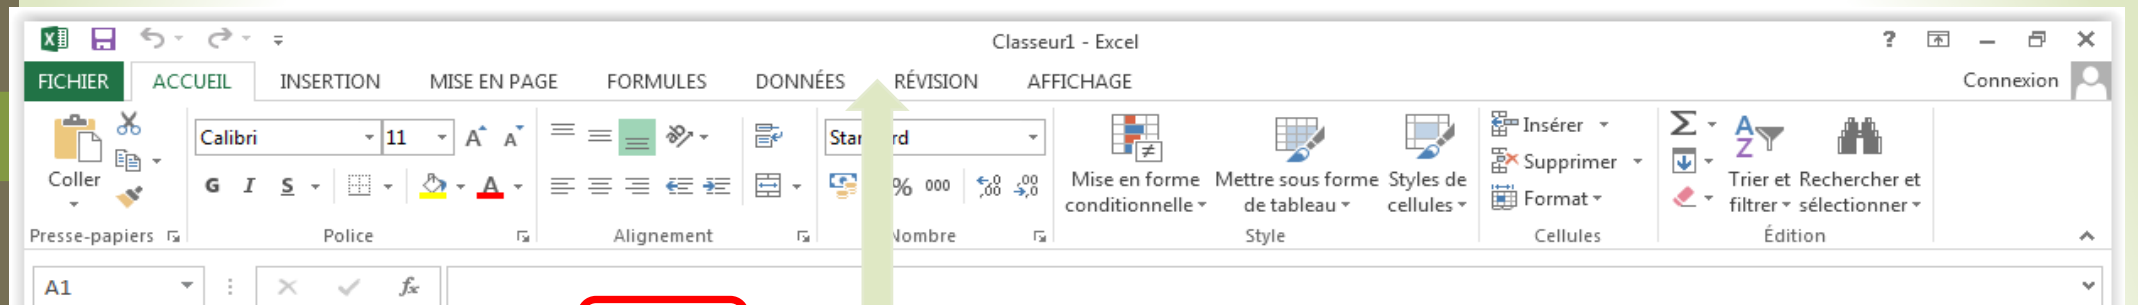 Classeur1 - Excel
?
FICHIER ACCUEIL INSERTION MISE EN PAGE FORMULES DONNÉES RÉVISION AFFICHAGE Connexion
Calibri 11 A A Standard Insérer
Coller G I S A % 000 Mise en forme conditionnelle Mettre sous forme de tableau Styles de cellules Supprimer Format Trier et filtrer Rechercher et sélectionner
Presse-papiers Police Alignement Nombre Style Cellules Édition
A1 fx